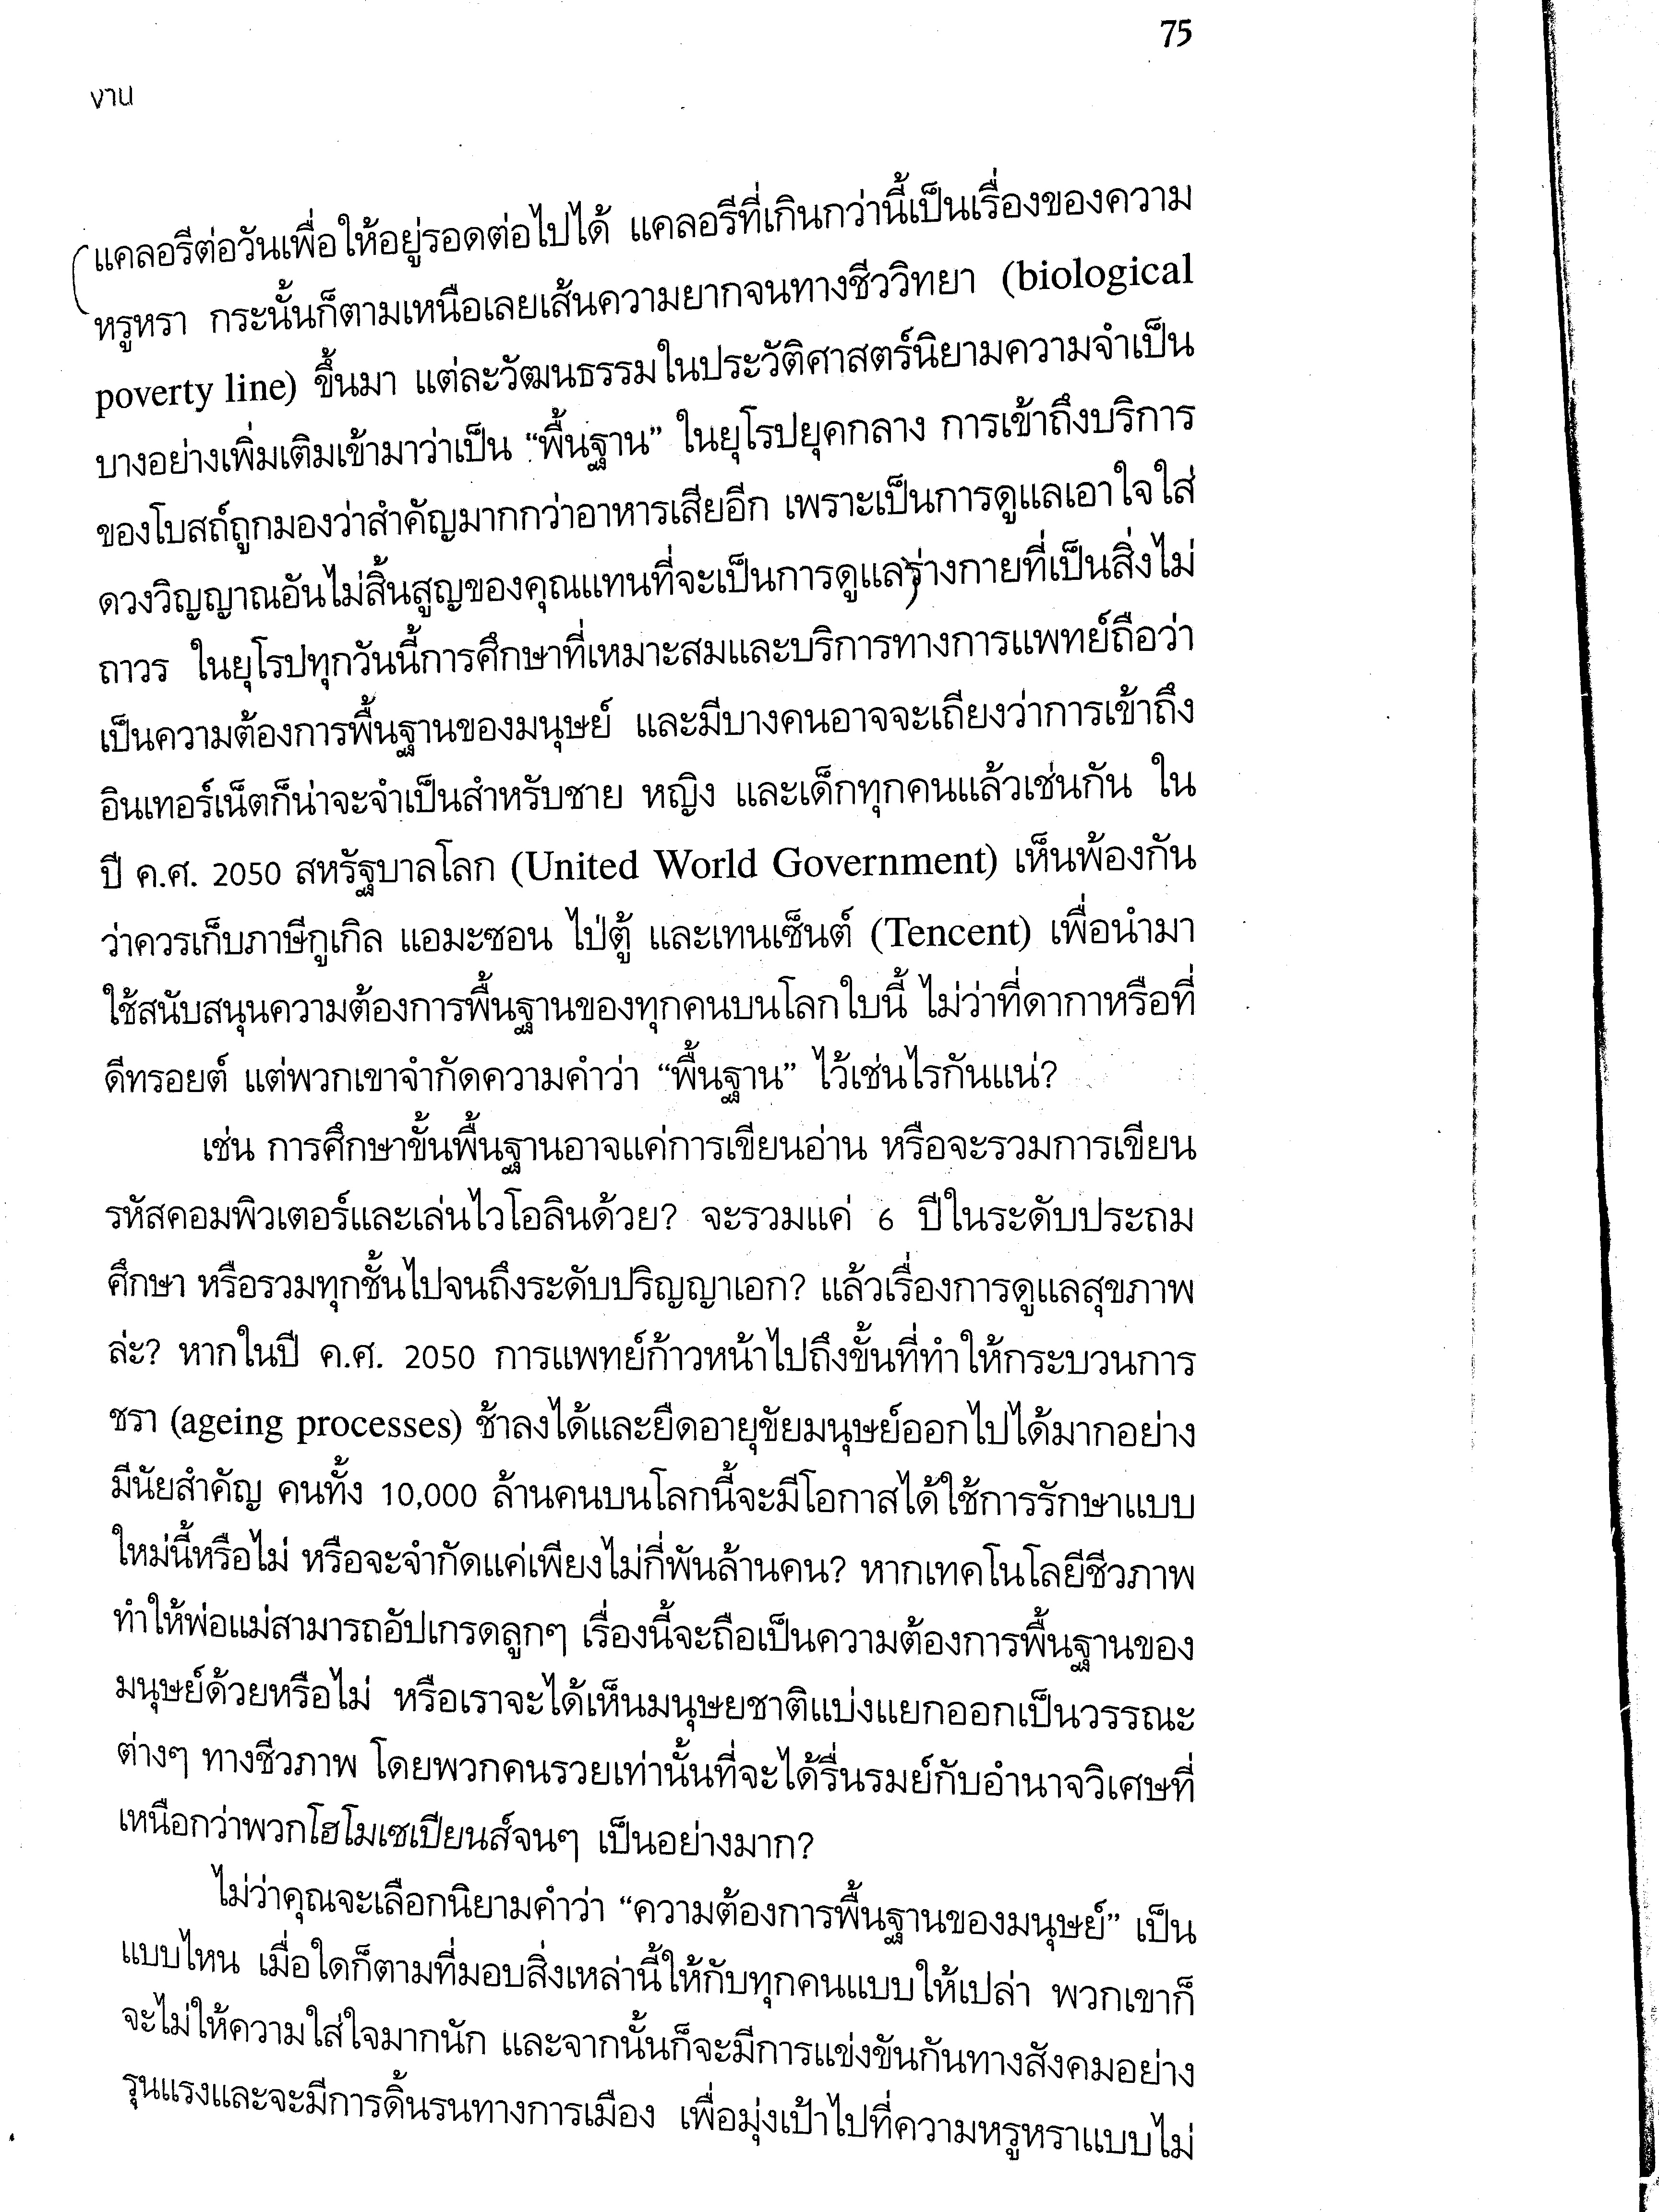 75
งาน
แคลอรีต่อวันเพื่อให้อยู่รอดต่อไปได้ แคลอรีที่เกินกว่านี้เป็นเรื่องของความ
หรูหรา กระนั้นก็ตามเหนือเลยเส้นความยากจนทางชีววิทยา (biological
poverty line) ขึ้นมา แต่ละวัฒนธรรมในประวัติศาสตร์นิยามความจำเป็น
บางอย่างเพิ่มเติมเข้ามาว่าเป็น “พื้นฐาน” ในยุโรปยุคกลาง การเข้าถึงบริการ
ของโบสถ์ถูกมองว่าสำคัญมากกว่าอาหารเสียอีก เพราะเป็นการดูแลเอาใจใส่
ดวงวิญญาณอันไม่สิ้นสูญของคุณแทนที่จะเป็นการดูแลร่างกายที่เป็นสิ่งไม่
ถาวร ในยุโรปทุกวันนี้การศึกษาที่เหมาะสมและบริการทางการแพทย์ถือว่า
เป็นความต้องการพื้นฐานของมนุษย์ และมีบางคนอาจจะเถียงว่าการเข้าถึง
อินเทอร์เน็ตก็น่าจะจำเป็นสำหรับชาย หญิง และเด็กทุกคนแล้วเช่นกัน ใน
ปี ค.ศ. 2050 สหรัฐบาลโลก (United World Government) เห็นพ้องกัน
ว่าควรเก็บภาษีกูเกิล แอมะซอน ไป่ตู้ และเทนเซ็นต์ (Tencent) เพื่อนำมา
ใช้สนับสนุนความต้องการพื้นฐานของทุกคนบนโลกใบนี้ ไม่ว่าที่ดากาหรือที่
ดีทรอยต์ แต่พวกเขาจำกัดความคำว่า “พื้นฐาน” ไว้เช่นไรกันแน่?
เช่น การศึกษาขั้นพื้นฐานอาจแค่การเขียนอ่าน หรือจะรวมการเขียน
รหัสคอมพิวเตอร์และเล่นไวโอลินด้วย? จะรวมแค่ 6 ปีในระดับประถม
ศึกษา หรือรวมทุกชั้นไปจนถึงระดับปริญญาเอก? แล้วเรื่องการดูแลสุขภาพ
ล่ะ? หากในปี ค.ศ. 2050 การแพทย์ก้าวหน้าไปถึงขั้นที่ทำให้กระบวนการ
ชรา (ageing processes) ช้าลงได้และยืดอายุขัยมนุษย์ออกไปได้มากอย่าง
มีนัยสำคัญ คนทั้ง 10,000 ล้านคนบนโลกนี้จะมีโอกาสได้ใช้การรักษาแบบ
ใหม่นี้หรือไม่ หรือจะจำกัดแค่เพียงไม่กี่พันล้านคน? หากเทคโนโลยีชีวภาพ
ทำให้พ่อแม่สามารถอัปเกรดลูกๆ เรื่องนี้จะถือเป็นความต้องการพื้นฐานของ
มนุษย์ด้วยหรือไม่ หรือเราจะได้เห็นมนุษยชาติแบ่งแยกออกเป็นวรรณะ
ต่างๆ ทางชีวภาพ โดยพวกคนรวยเท่านั้นที่จะได้รื่นรมย์กับอำนาจวิเศษที่
เหนือกว่าพวกโฮโมเซเปียนส์จนๆ เป็นอย่างมาก?
ไม่ว่าคุณจะเลือกนิยามคำว่า “ความต้องการพื้นฐานของมนุษย์” เป็น
แบบไหน เมื่อใดก็ตามที่มอบสิ่งเหล่านี้ให้กับทุกคนแบบให้เปล่า พวกเขาก็
จะไม่ให้ความใส่ใจมากนัก และจากนั้นก็จะมีการแข่งขันกันทางสังคมอย่าง
รุนแรงและจะมีการดิ้นรนทางการเมือง เพื่อมุ่งเป้าไปที่ความหรูหราแบบไม่